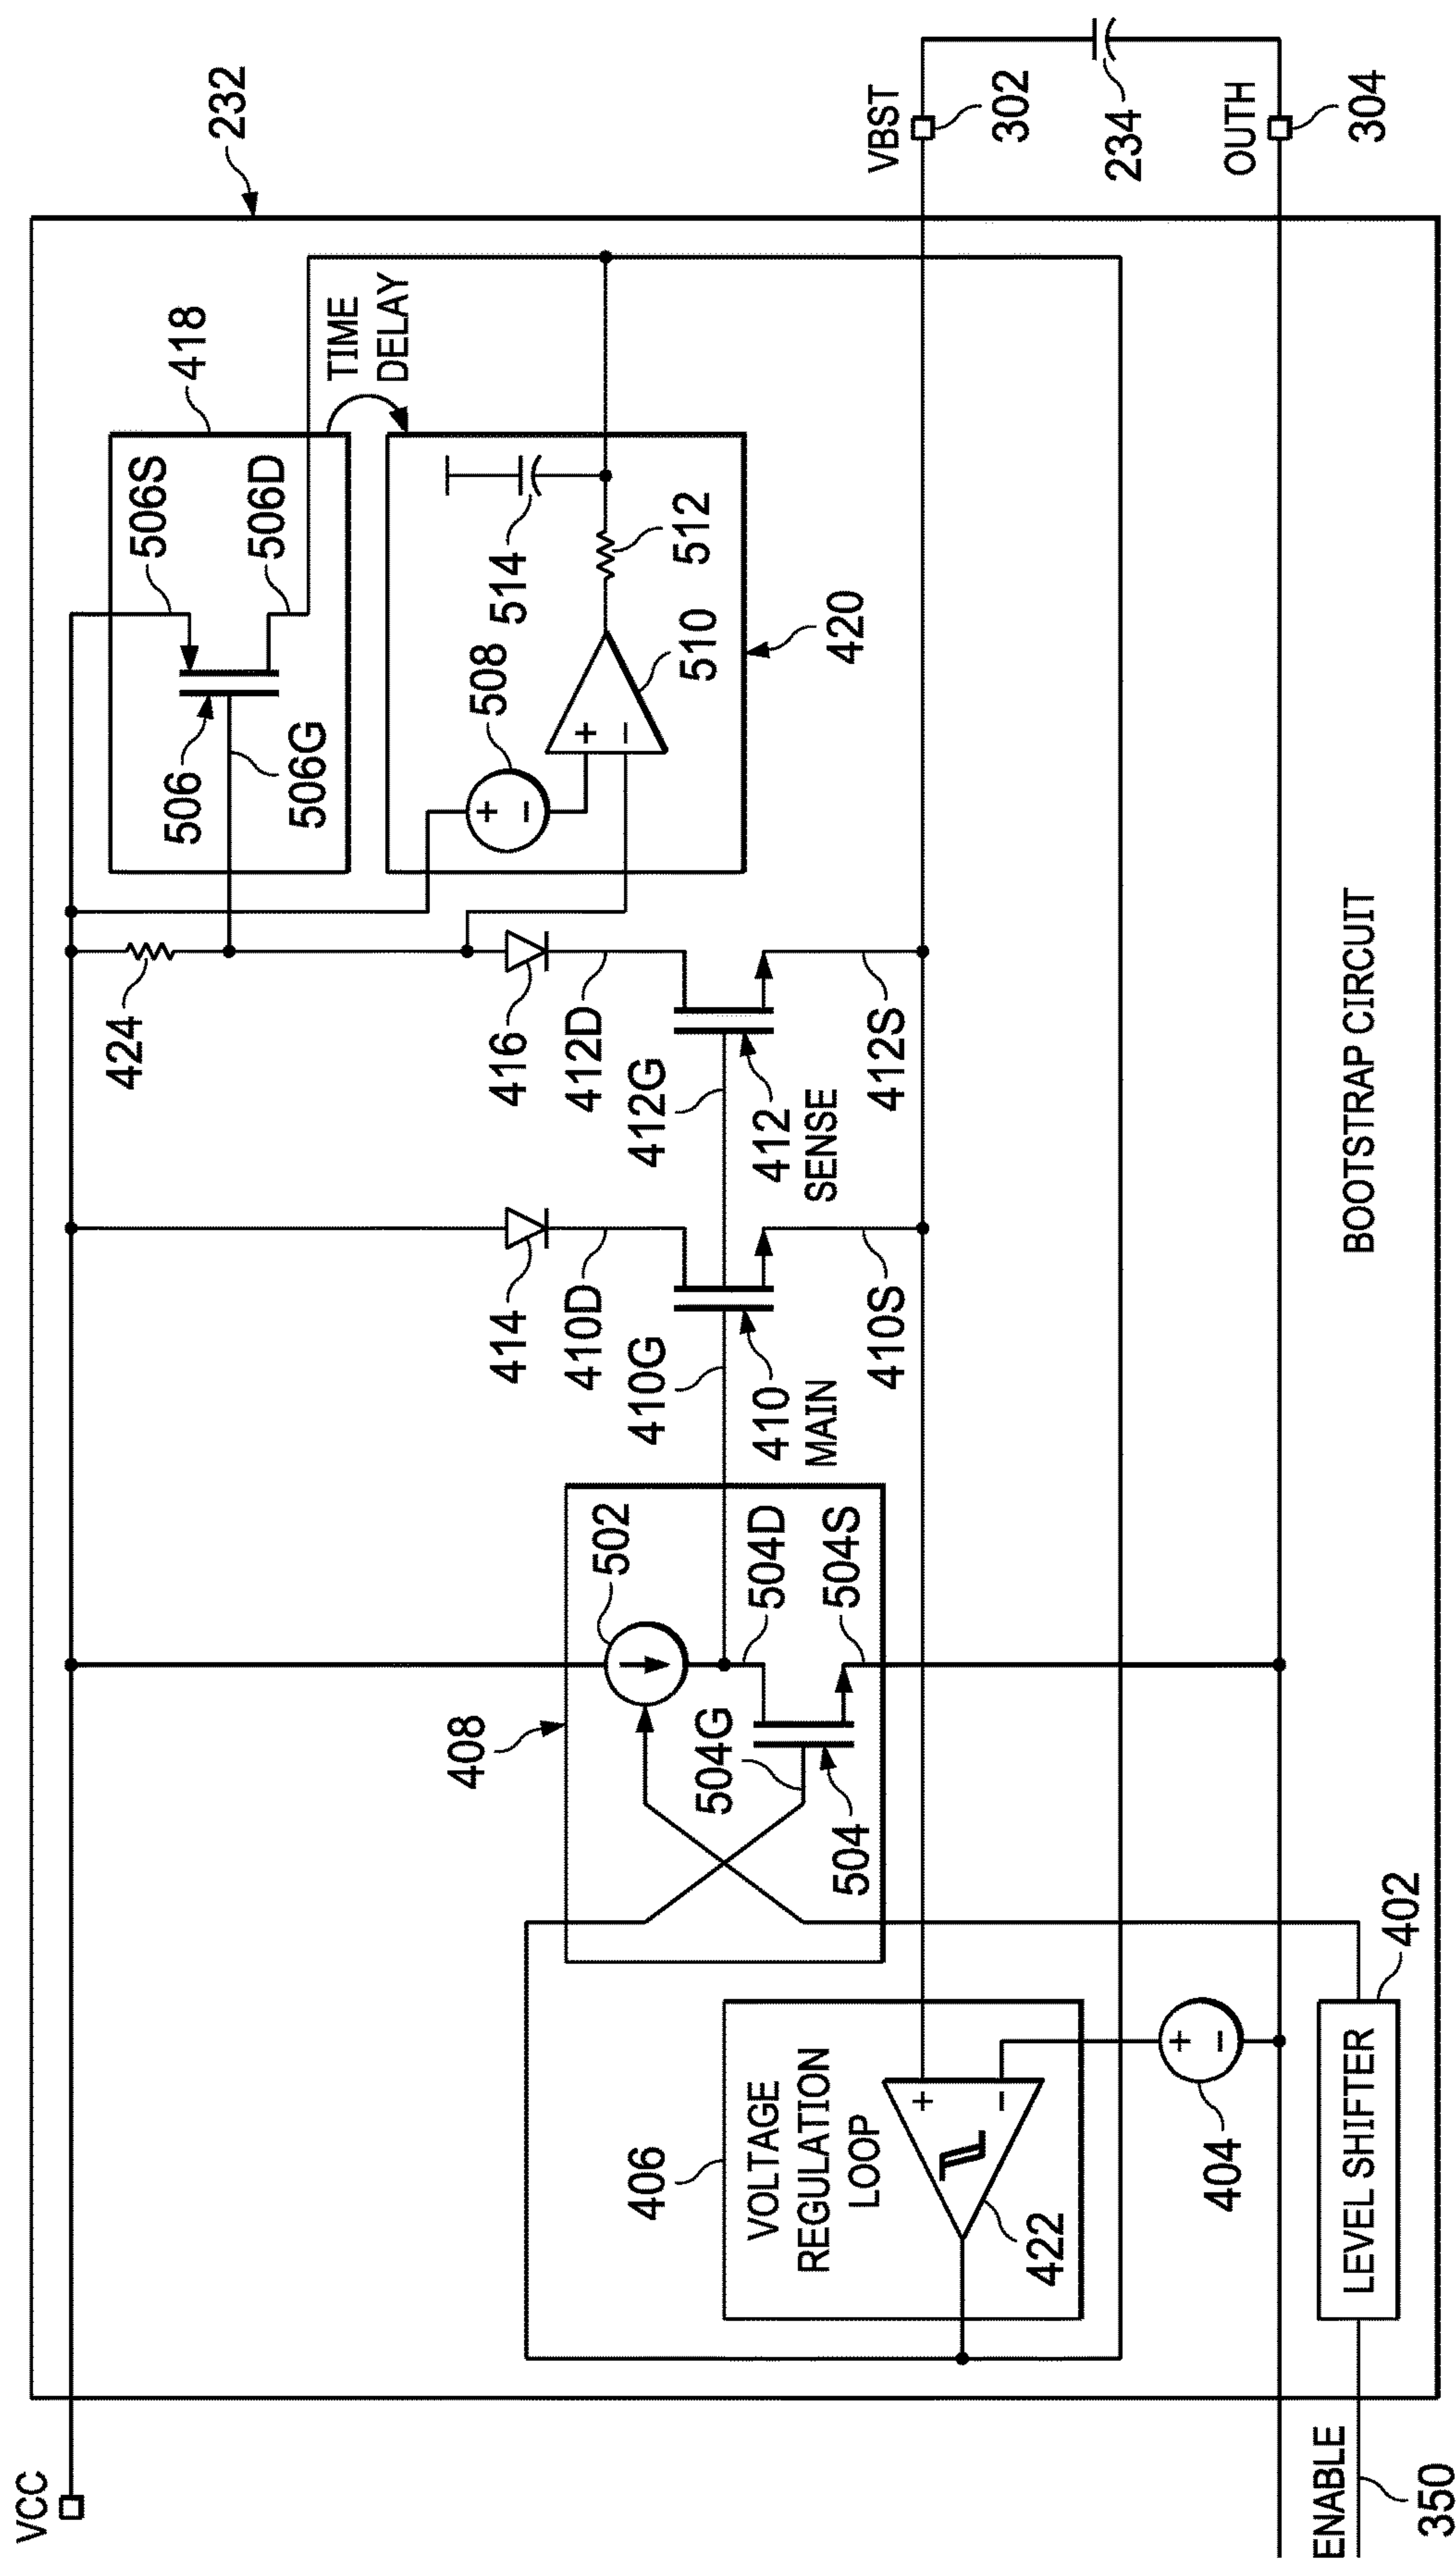 VCC
424
506
506G
506S
506D
418
232
TIME
DELAY
508
+
−
514
+
−
510
512
420
414
410D
416
412D
408
502
410G
410
MAIN
412G
412
SENSE
504G
504
504D
504S
410S
412S
VBST
302
234
OUTH
304
406
VOLTAGE
REGULATION
LOOP
+
−
422
+
−
404
LEVEL SHIFTER
402
ENABLE
350
BOOTSTRAP CIRCUIT